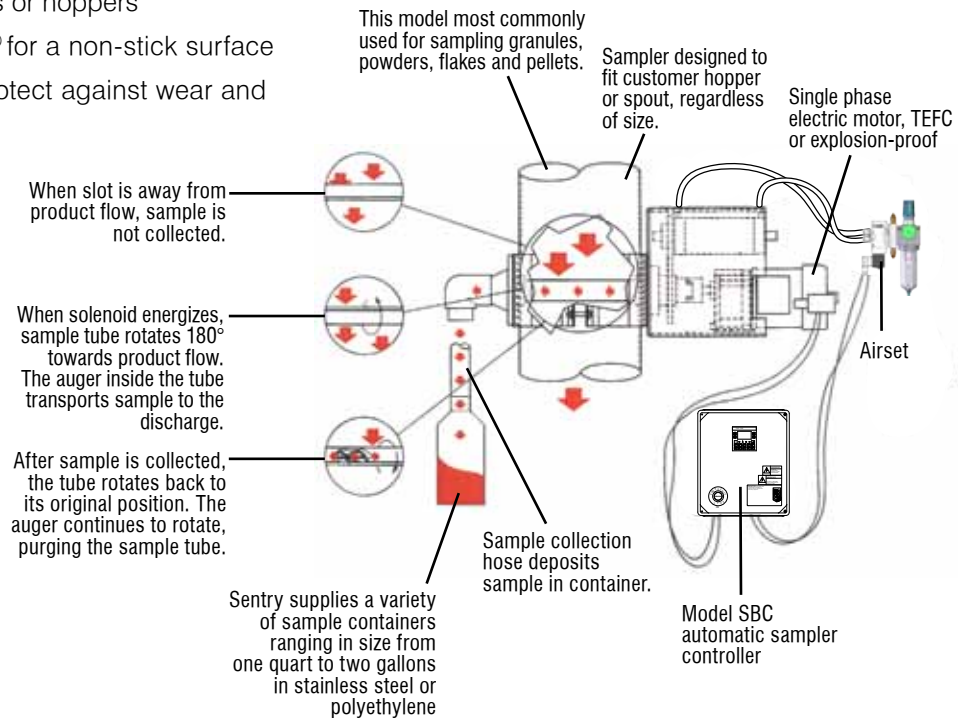 s or hoppers
® for a non-stick surface
otect against wear and
This model most commonly
used for sampling granules,
powders, flakes and pellets.
Sampler designed to
fit customer hopper
or spout, regardless
of size.
Single phase
electric motor, TEFC
or explosion-proof
When slot is away from
product flow, sample is
not collected.
When solenoid energizes,
sample tube rotates 180°
towards product flow.
The auger inside the tube
transports sample to the
discharge.
After sample is collected,
the tube rotates back to
its original position. The
auger continues to rotate,
purging the sample tube.
Airset
Sample collection
hose deposits
sample in container.
Sentry supplies a variety
of sample containers
ranging in size from
one quart to two gallons
in stainless steel or
polyethylene
Model SBC
automatic sampler
controller